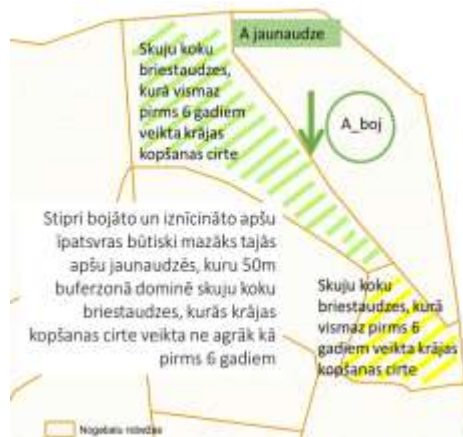 A jaunaudze
Skuju koku
briestaudzes,
kurā vismaz
pirms 6 gadiem
veikta krājas
kopšanas cirte
A_boj
Stipri bojāto un iznīcināto apšu
īpatsvras būtiski mazāks tajās
apšu jaunaudzēs, kuru 50m
buferzonā dominē skuju koku
briestaudzes, kurās krājas
kopšanas cirte veikta ne agrāk kā
pirms 6 gadiem
Skuju koku
briestaudzes, kurā
vismaz pirms 6
gadiem veikta krājas
kopšanas cirte
Nogabalu robežas